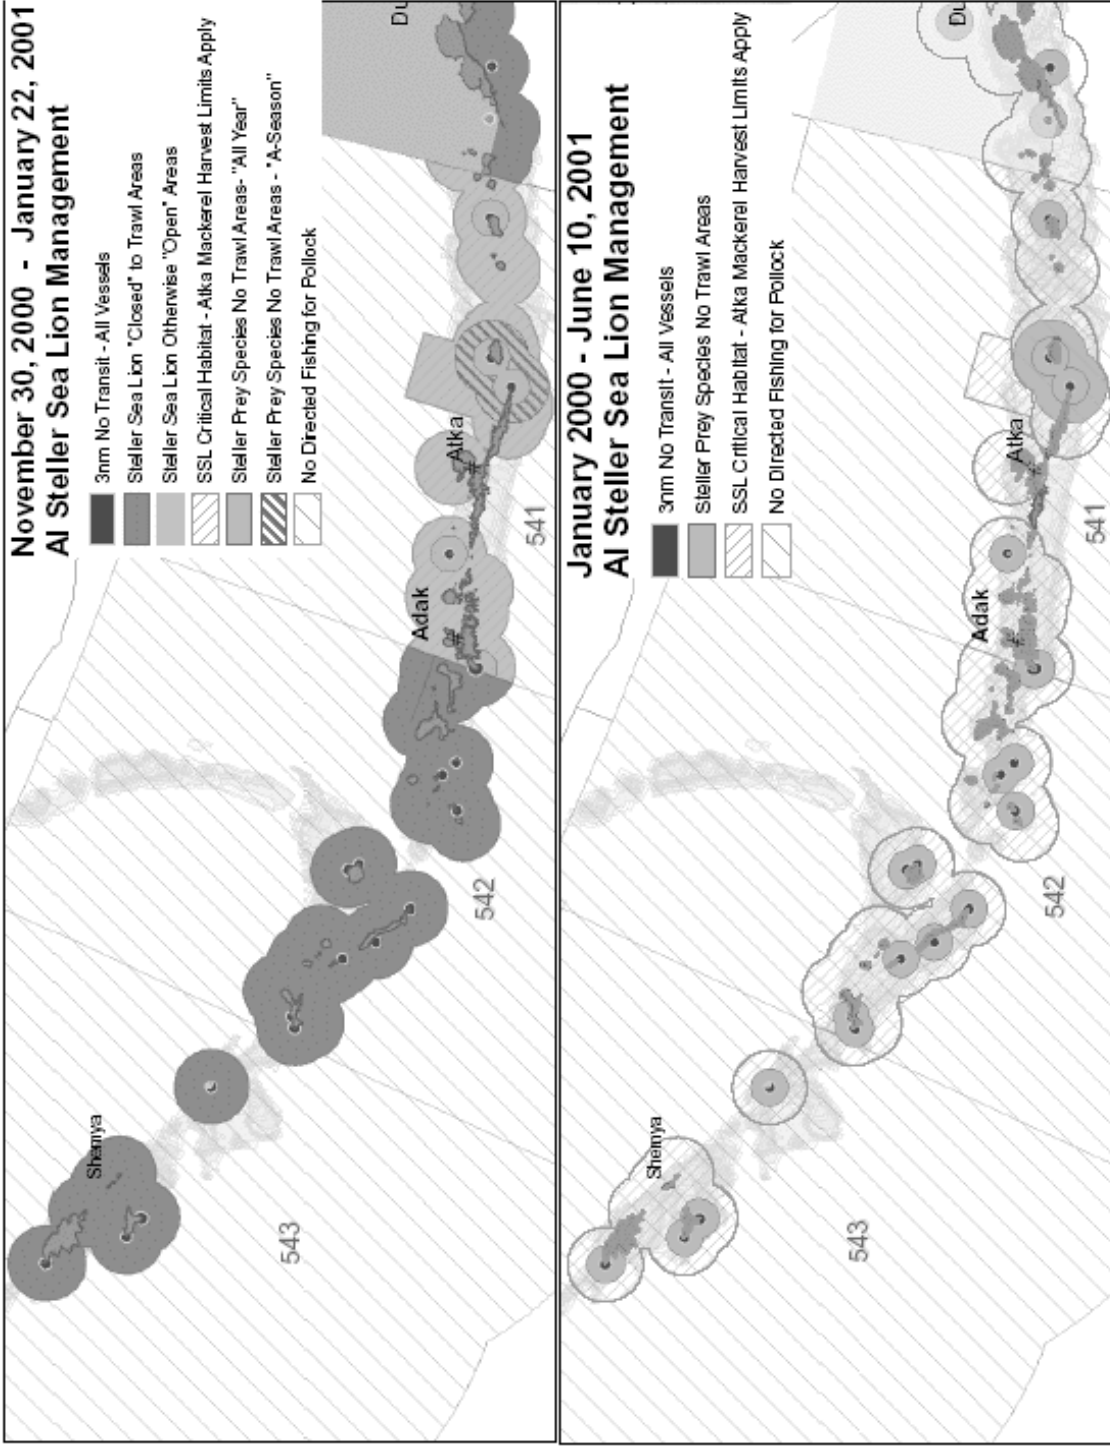 November 30, 2000 - January 22, 2001
AI Steller Sea Lion Management
3nm No Transit - All Vessels
Steller Sea Lion "Closed" to Trawl Areas
Steller Sea Lion Otherwise "Open" Areas
SSL Critical Habitat - Atka Mackerel Harvest Limits Apply
Steller Prey Species No Trawl Areas- "All Year"
Steller Prey Species No Trawl Areas - "A-Season"
No Directed Fishing for Pollock
Du
Atka
#
541
Adak
#
542
Shemya
543
January 2000 - June 10, 2001
AI Steller Sea Lion Management
3nm No Transit - All Vessels
Steller Prey Species No Trawl Areas
SSL Critical Habitat - Atka Mackerel Harvest Limits Apply
No Directed Fishing for Pollock
Du
Atka
#
541
Adak
#
542
Shemya
543